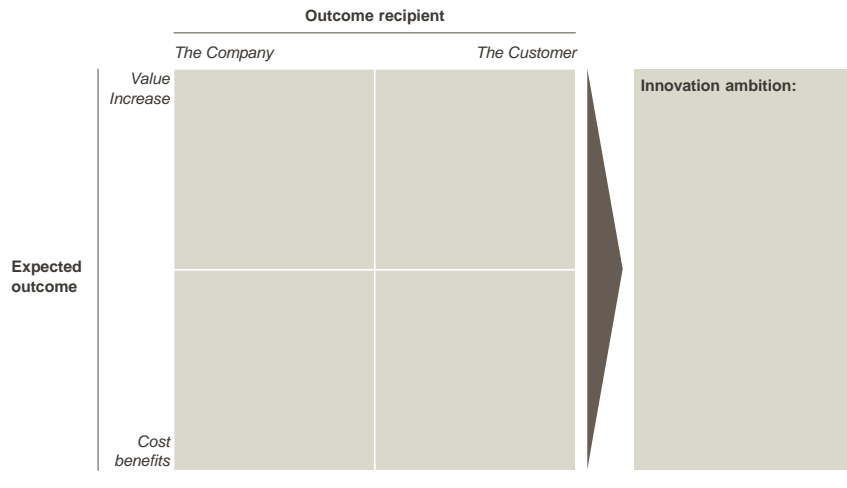 Outcome recipient
The Company
The Customer
Value
Increase
Innovation ambition:
Expected
outcome
Cost
benefits